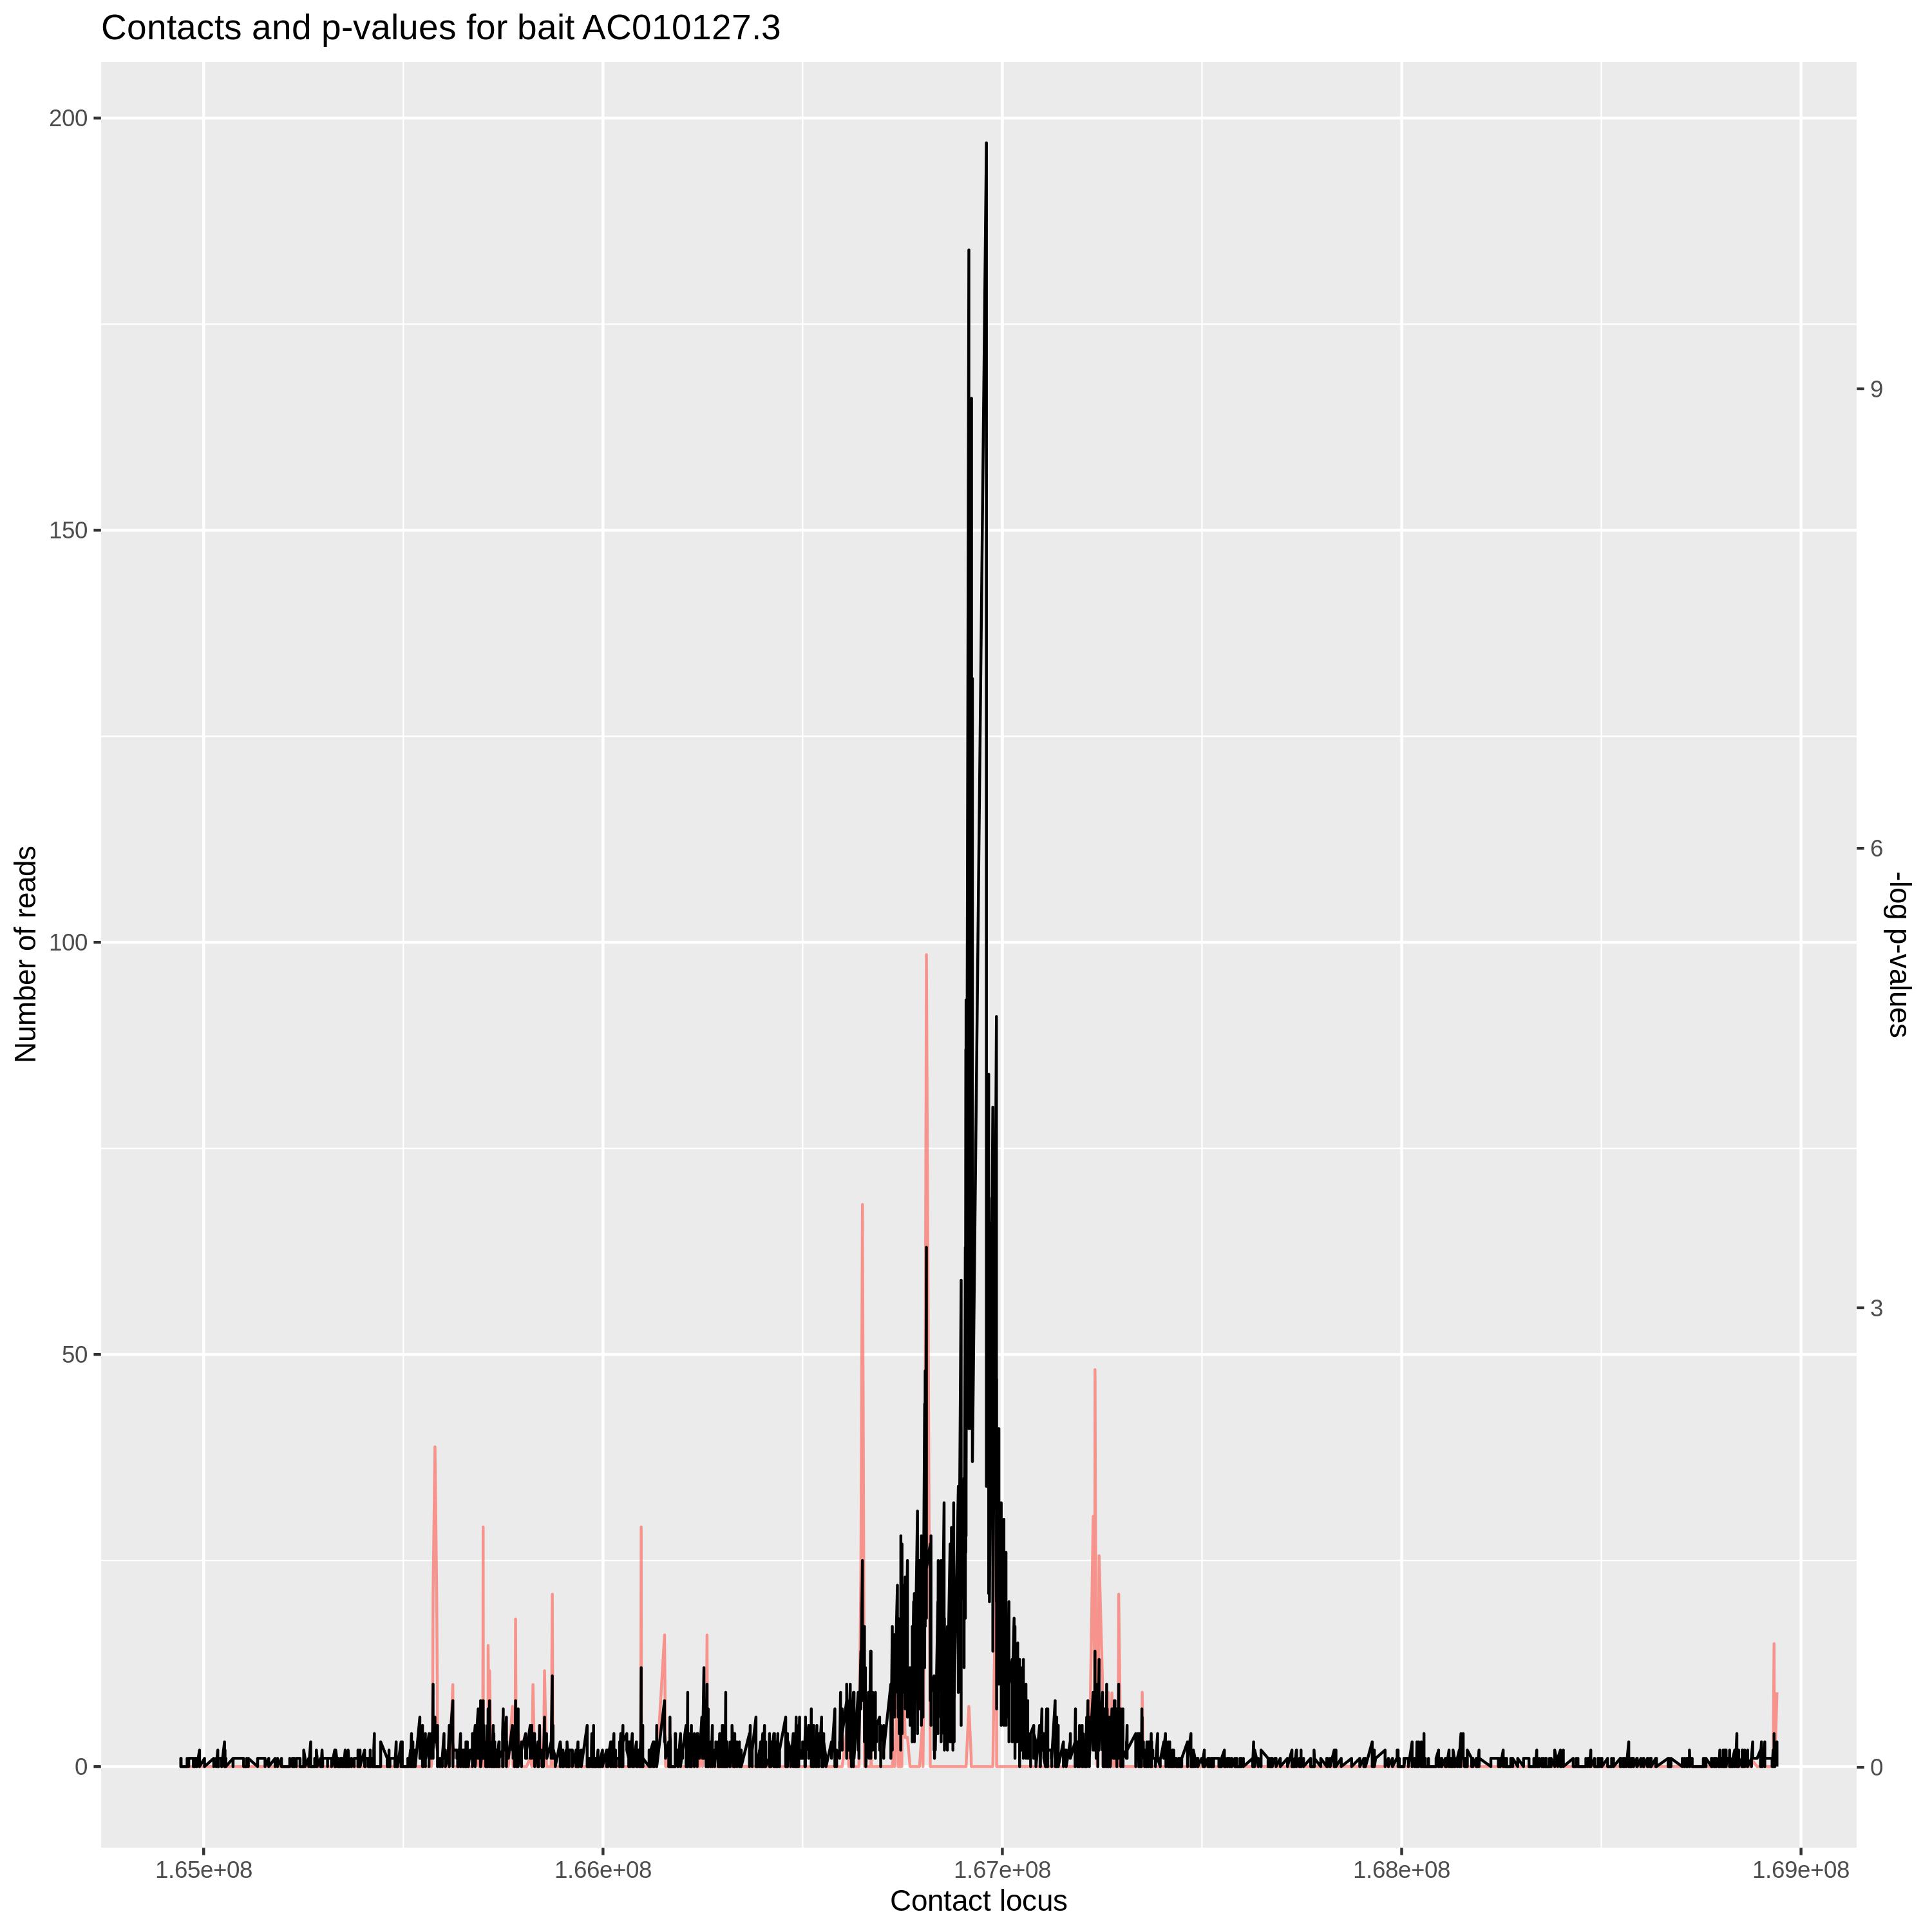 Contacts and p-values for bait AC010127.3
200
150
100
50
0
Number of reads
9
6
3
0
-log p-values
1.65e+08
1.66e+08
1.67e+08
1.68e+08
1.69e+08
Contact locus